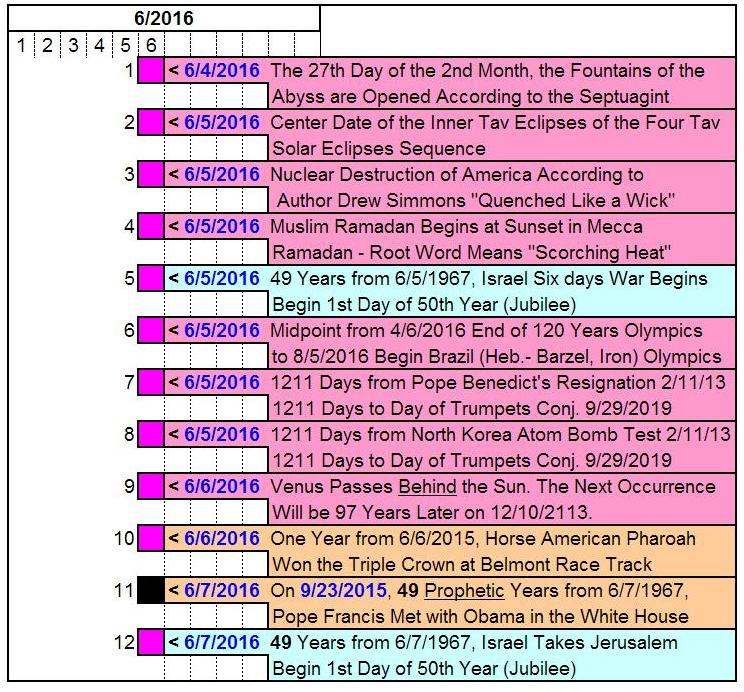 6/2016
1 2 3 4 5 6
1 < 6/4/2016 The 27th Day of the 2nd Month, the Fountains of the
Abyss are Opened According to the Septuagint
2 < 6/5/2016 Center Date of the Inner Tav Eclipses of the Four Tav
Solar Eclipses Sequence
3 < 6/5/2016 Nuclear Destruction of America According to
Author Drew Simmons "Quenched Like a Wick"
4 < 6/5/2016 Muslim Ramadan Begins at Sunset in Mecca
Ramadan - Root Word Means "Scorching Heat"
5 < 6/5/2016 49 Years from 6/5/1967, Israel Six days War Begins
Begin 1st Day of 50th Year (Jubilee)
6 < 6/5/2016 Midpoint from 4/6/2016 End of 120 Years Olympics
to 8/5/2016 Begin Brazil (Heb.- Barzel, Iron) Olympics
7 < 6/5/2016 1211 Days from Pope Benedict's Resignation 2/11/13
1211 Days to Day of Trumpets Conj. 9/29/2019
8 < 6/5/2016 1211 Days from North Korea Atom Bomb Test 2/11/13
1211 Days to Day of Trumpets Conj. 9/29/2019
9 < 6/6/2016 Venus Passes Behind the Sun. The Next Occurrence
Will be 97 Years Later on 12/10/2113.
10 < 6/6/2016 One Year from 6/6/2015, Horse American Pharoah
Won the Triple Crown at Belmont Race Track
11 < 6/7/2016 On 9/23/2015, 49 Prophetic Years from 6/7/1967,
Pope Francis Met with Obama in the White House
12 < 6/7/2016 49 Years from 6/7/1967, Israel Takes Jerusalem
Begin 1st Day of 50th Year (Jubilee)